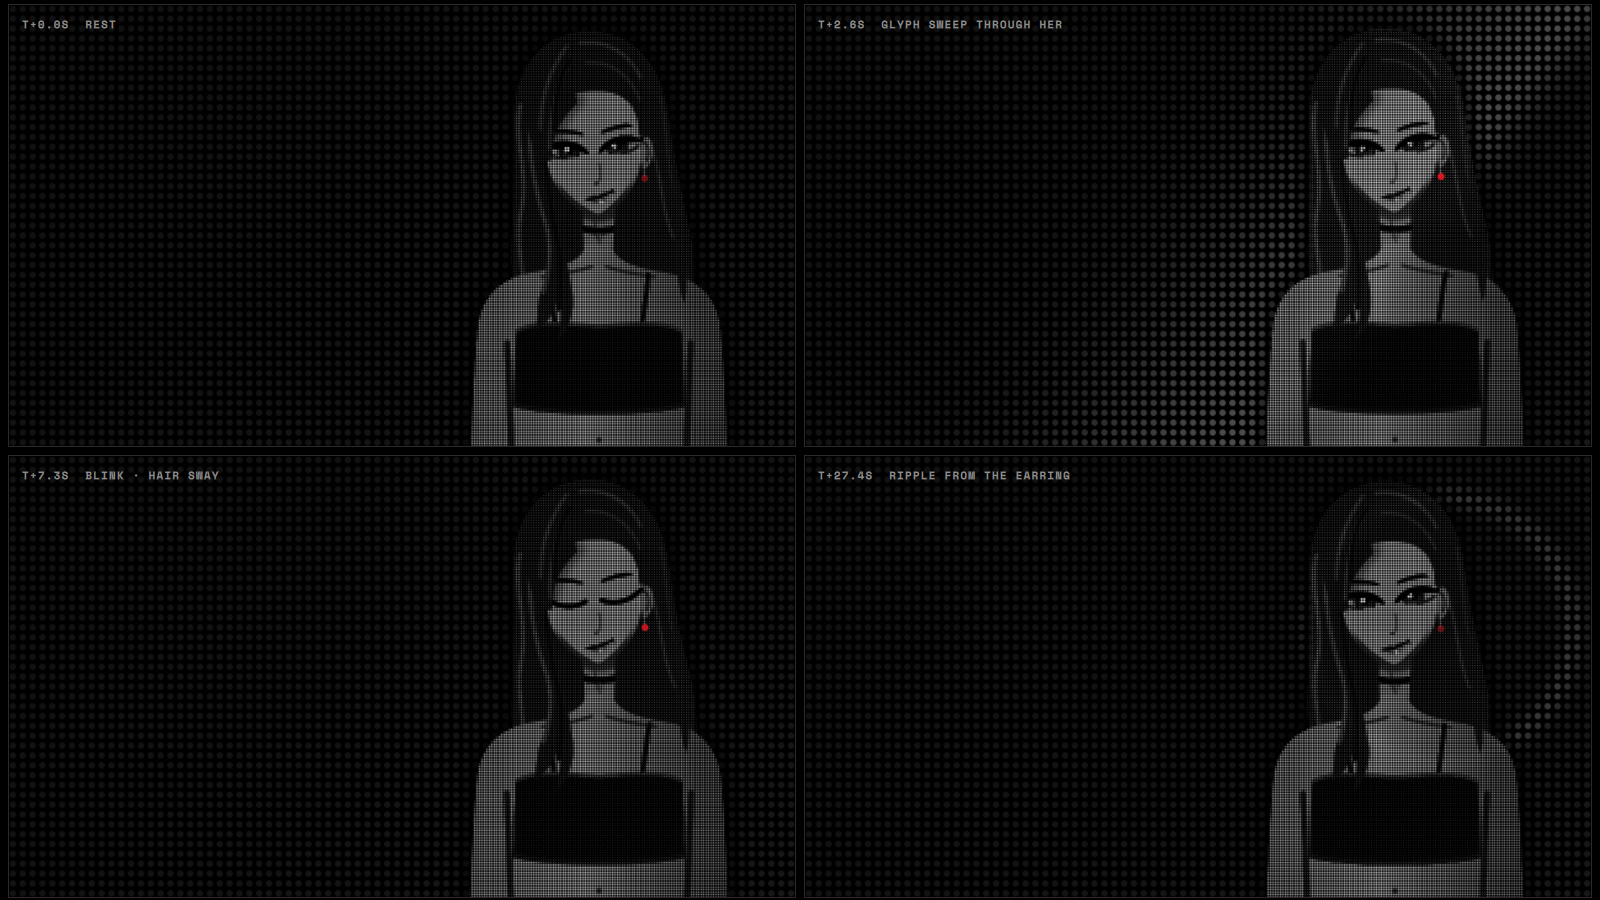 T+0.0S  REST
T+2.6S  GLYPH SWEEP THROUGH HER
T+7.3S  BLINK · HAIR SWAY
T+27.4S  RIPPLE FROM THE EARRING